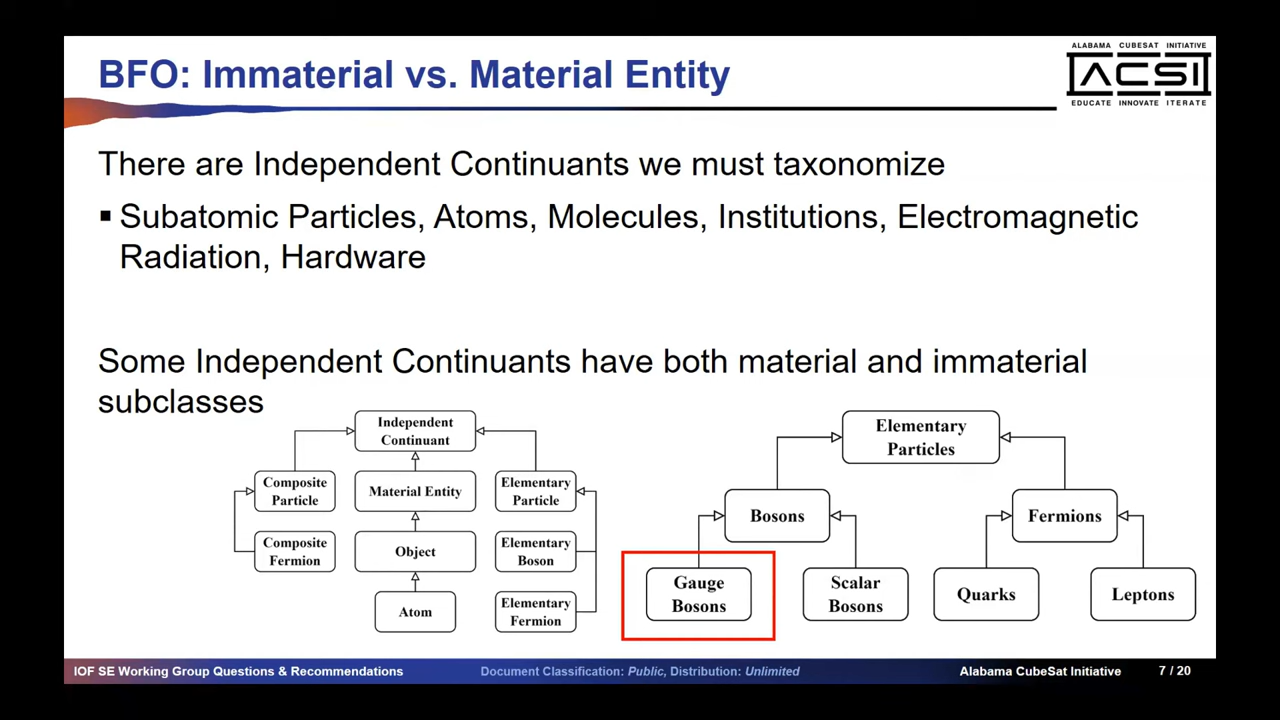 BFO: Immaterial vs. Material Entity
ALABAMA CUBESAT INITIATIVE
ACSI
EDUCATE INNOVATE ITERATE
There are Independent Continuants we must taxonomize
▪ Subatomic Particles, Atoms, Molecules, Institutions, Electromagnetic
Radiation, Hardware
Some Independent Continuants have both material and immaterial
subclasses
Independent
Continuant
Composite
Particle
Material Entity
Elementary
Particle
Composite
Fermion
Object
Elementary
Boson
Atom
Elementary
Fermion
Elementary
Particles
Bosons
Fermions
Gauge
Bosons
Scalar
Bosons
Quarks
Leptons
IOF SE Working Group Questions & Recommendations
Document Classification: Public, Distribution: Unlimited
Alabama CubeSat Initiative
7 / 20